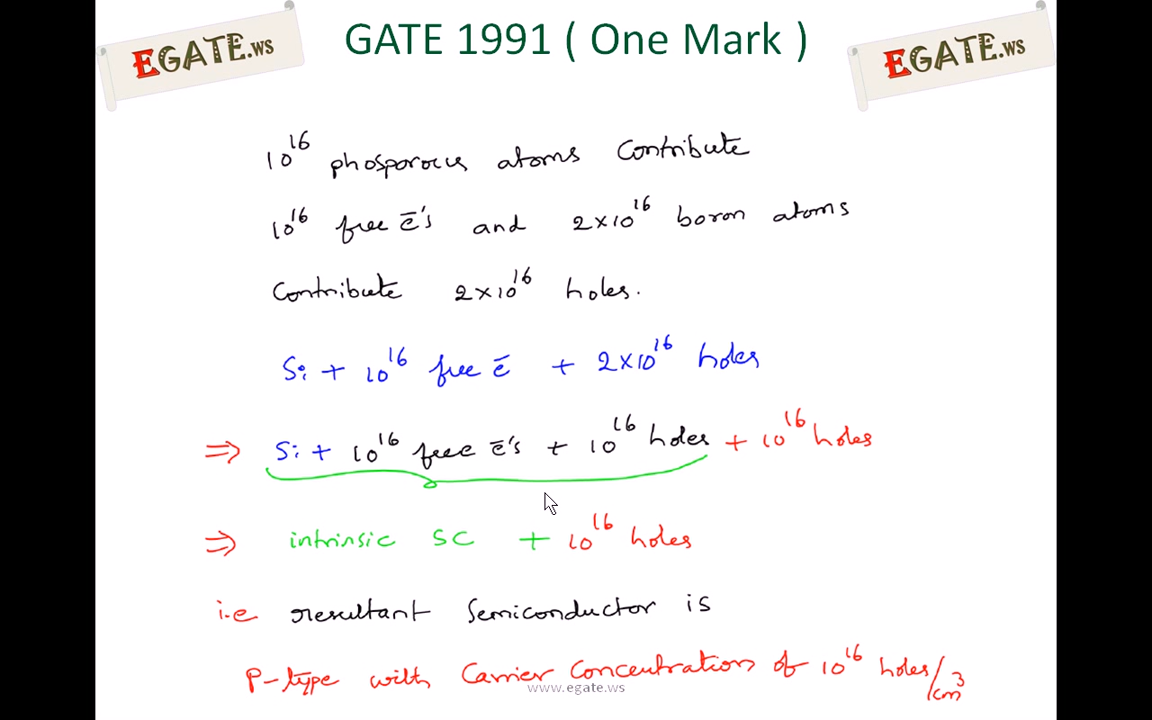 EGATE.ws
GATE 1991 ( One Mark )
EGATE.ws
10^16 phosporous atoms contribute
10^16 free e̅'s and 2×10^16 boron atoms
contribute 2×10^16 holes.
Si + 10^16 free e̅ + 2×10^16 holes
⇒ Si + 10^16 free e̅'s + 10^16 holes + 10^16 holes
⇒ intrinsic SC + 10^16 holes
i.e resultant semiconductor is
P-type with Carrier Concentration of 10^16 holes/cm^3
www.egate.ws